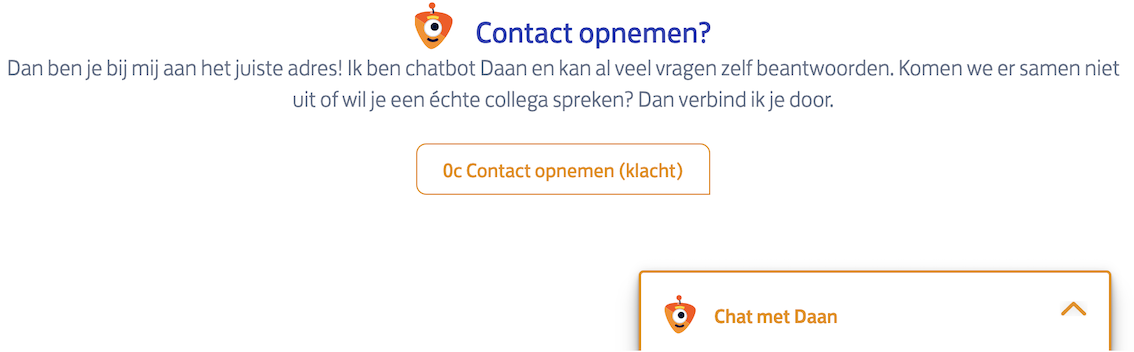 Contact opnemen?
Dan ben je bij mij aan het juiste adres! Ik ben chatbot Daan en kan al veel vragen zelf beantwoorden. Komen we er samen niet
uit of wil je een échte collega spreken? Dan verbind ik je door.
0c Contact opnemen (klacht)
Chat met Daan